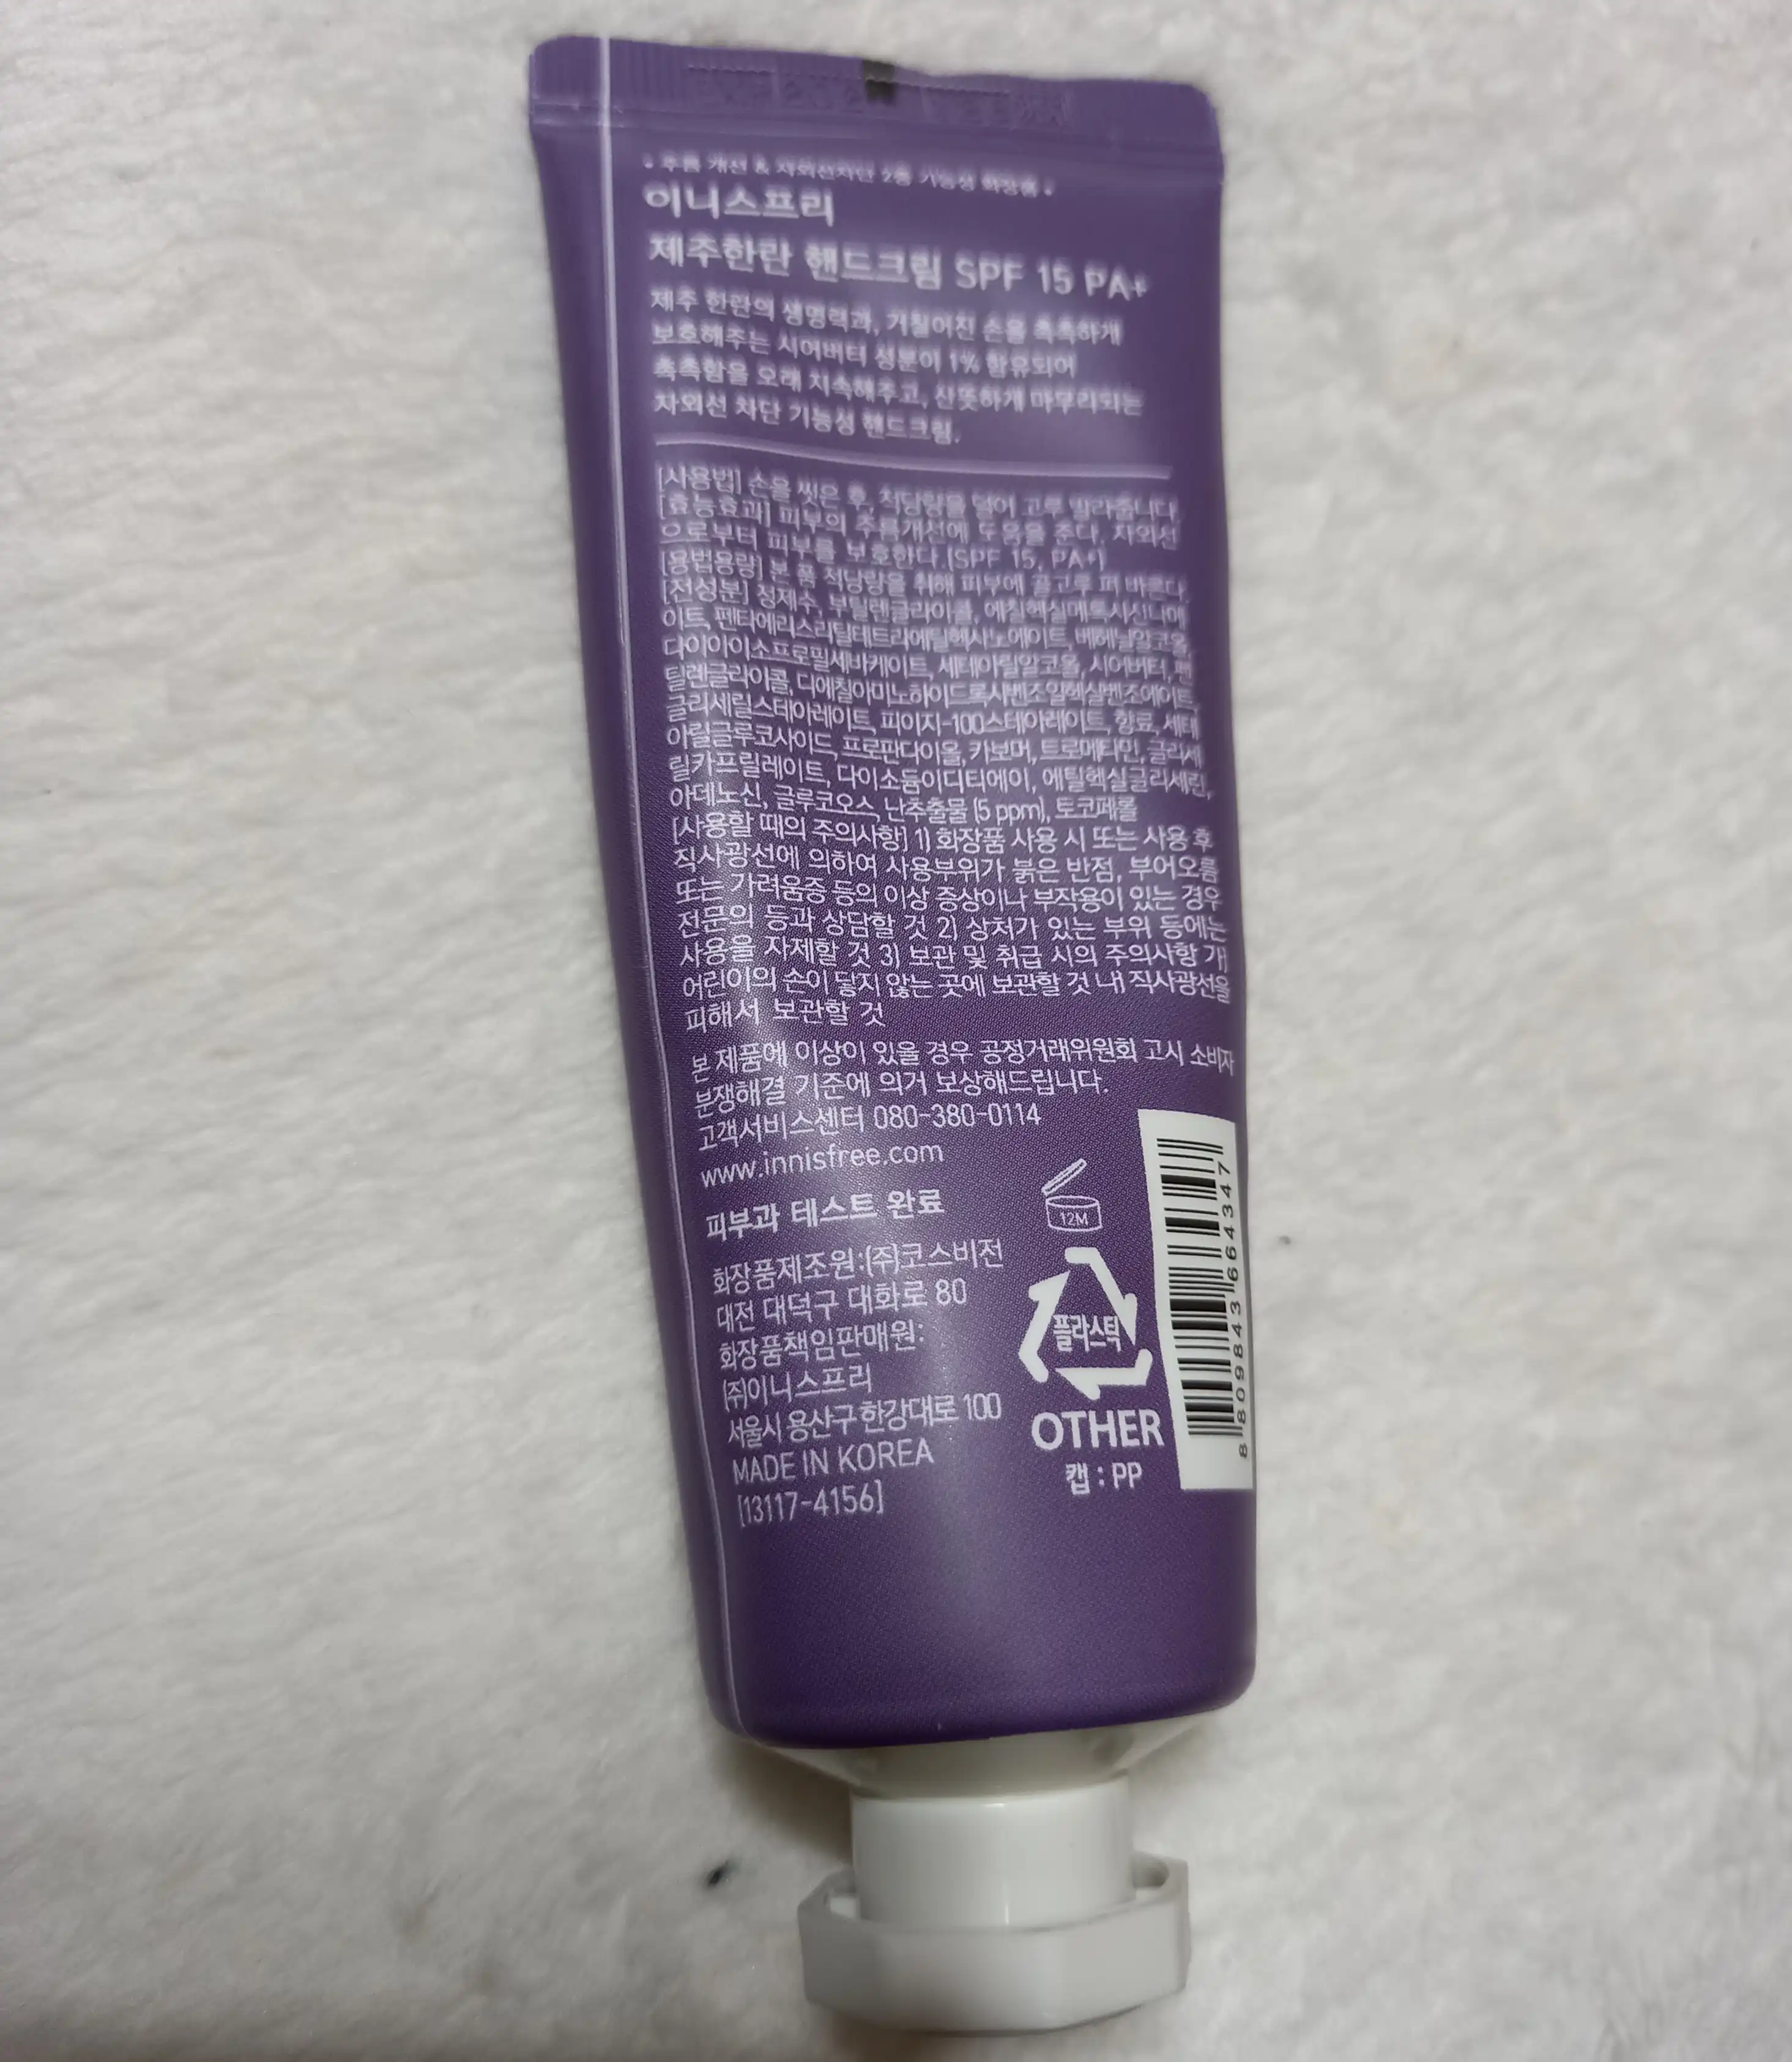 • 주름 개선 & 자외선차단 2중 기능성 화장품 •
이니스프리
제주한란 핸드크림 SPF 15 PA+
제주 한란의 생명력과, 거칠어진 손을 촉촉하게
보호해주는 시어버터 성분이 1% 함유되어
촉촉함을 오래 지속해주고, 산뜻하게 마무리되는
자외선 차단 기능성 핸드크림.
[사용법] 손을 씻은 후, 적당량을 덜어 고루 발라줍니다.
[효능효과] 피부의 주름개선에 도움을 준다. 자외선
으로부터 피부를 보호한다.(SPF 15, PA+)
[용법용량] 본 품 적당량을 취해 피부에 골고루 펴 바른다.
[전성분] 정제수, 부틸렌글라이콜, 에칠헥실메톡시신나메
이트, 펜타에리스리틸테트라에틸헥사노에이트, 베헤닐알코올,
다이아이소프로필세바케이트, 세테아릴알코올, 시어버터, 펜
틸렌글라이콜, 디에칠아미노하이드록시벤조일헥실벤조에이트,
글리세릴스테아레이트, 피이지-100스테아레이트, 향료, 세테
아릴글루코사이드, 프로판다이올, 카보머, 트로메타민, 글리세
릴카프릴레이트, 다이소듐이디티에이, 에틸헥실글리세린,
아데노신, 글루코오스, 난추출물 (5 ppm), 토코페롤
[사용할 때의 주의사항] 1) 화장품 사용 시 또는 사용 후
직사광선에 의하여 사용부위가 붉은 반점, 부어오름
또는 가려움증 등의 이상 증상이나 부작용이 있는 경우
전문의 등과 상담할 것 2) 상처가 있는 부위 등에는
사용을 자제할 것 3) 보관 및 취급 시의 주의사항 가)
어린이의 손이 닿지 않는 곳에 보관할 것 나) 직사광선을
피해서 보관할 것
본 제품에 이상이 있을 경우 공정거래위원회 고시 소비자
분쟁해결 기준에 의거 보상해드립니다.
고객서비스센터 080-380-0114
www.innisfree.com
피부과 테스트 완료
화장품제조원:(주)코스비전
대전 대덕구 대화로 80
화장품책임판매원:
(주)이니스프리
서울시 용산구 한강대로 100
MADE IN KOREA
[13117-4156]
12M
플라스틱
OTHER
캡 : PP
8809843664347